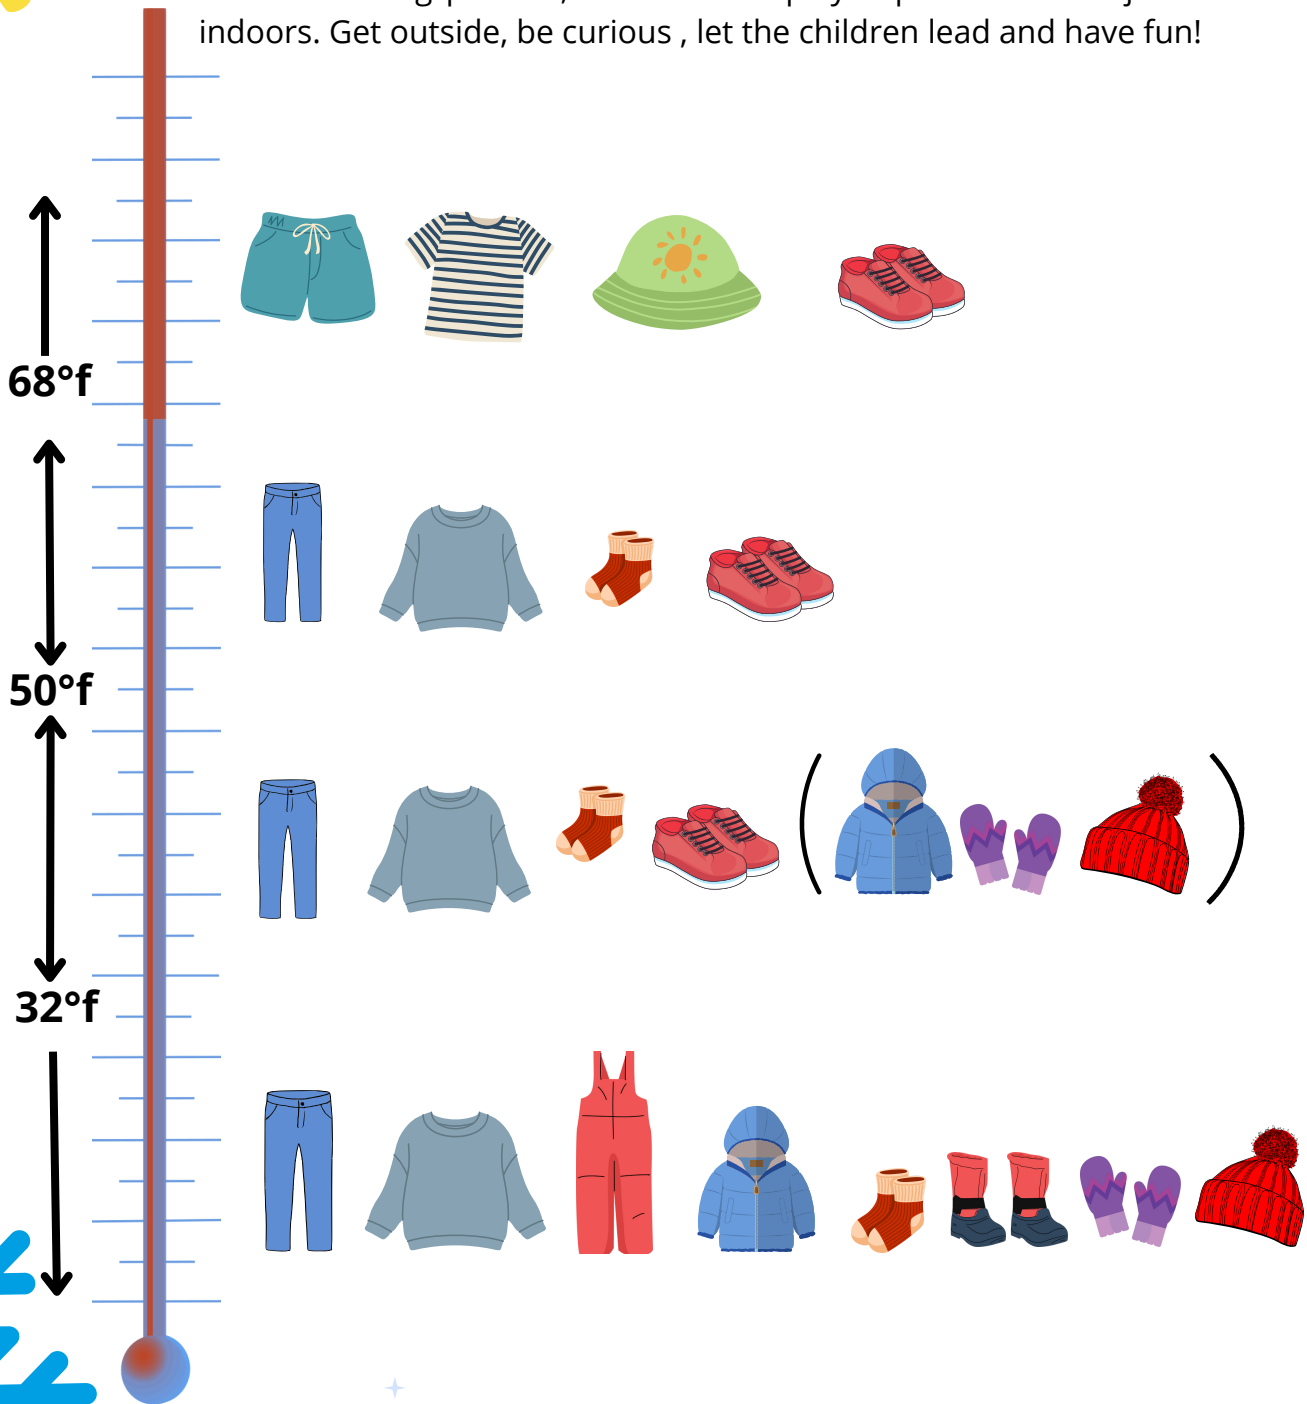 indoors. Get outside, be curious , let the children lead and have fun!
68°f
50°f
32°f